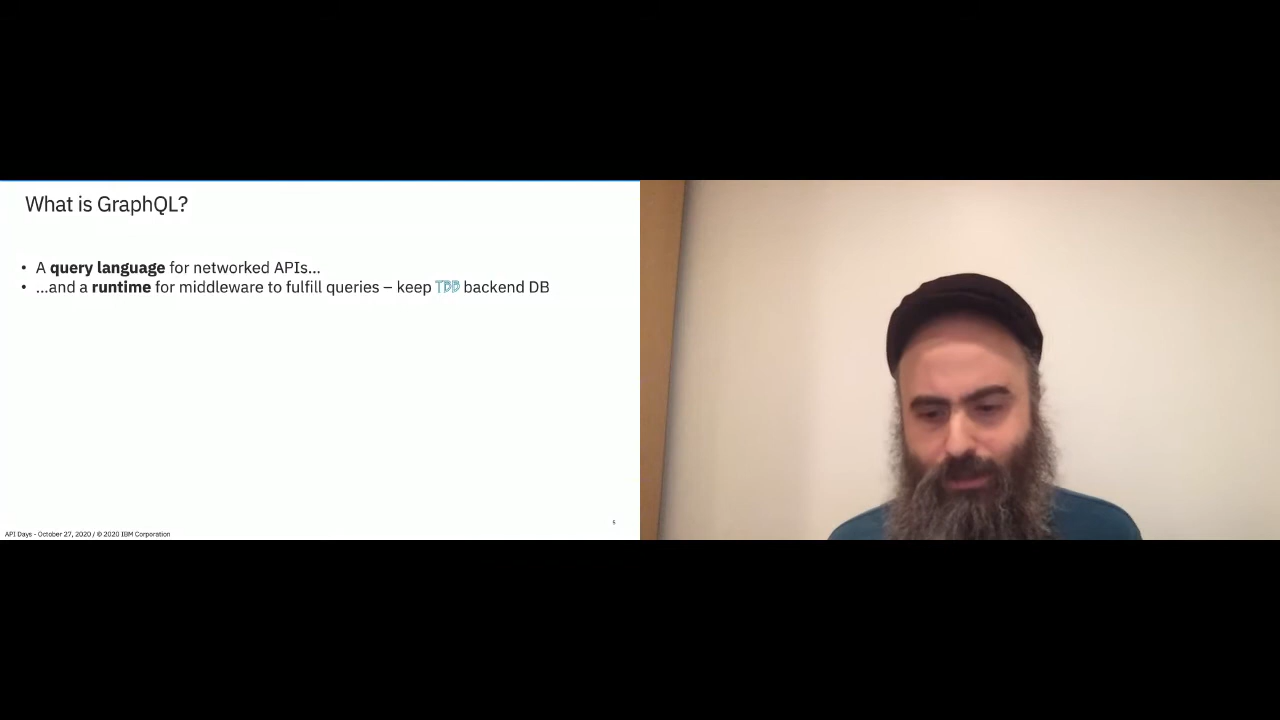 What is GraphQL?
• A query language for networked APIs...
• ...and a runtime for middleware to fulfill queries – keep backend DB
5
API Days - October 27, 2020 / © 2020 IBM Corporation